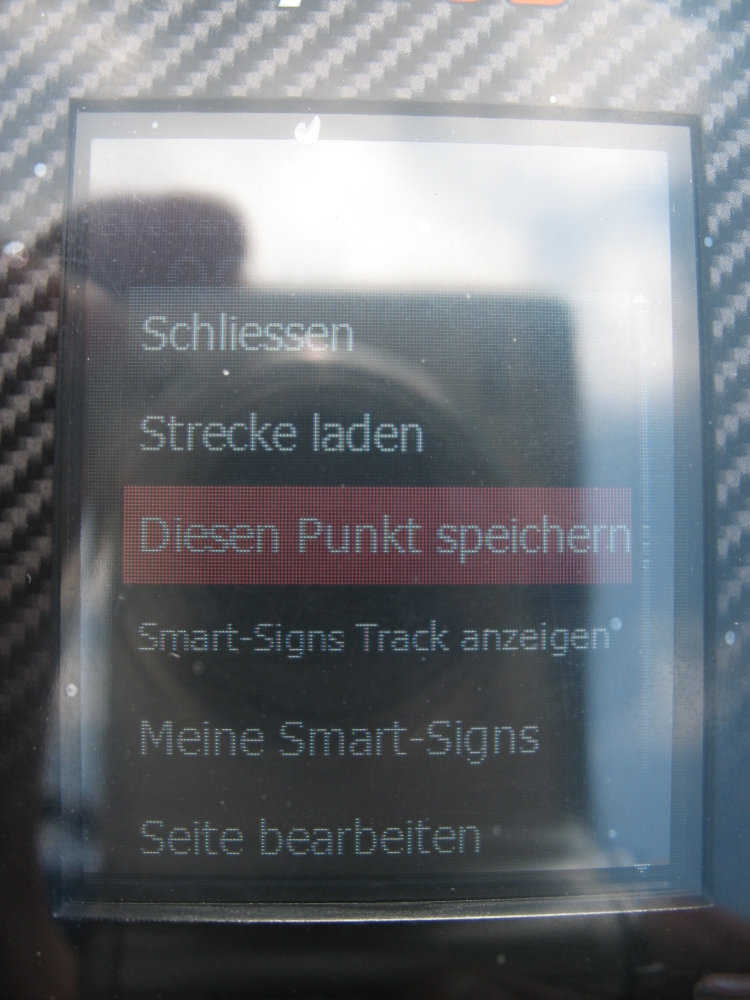 Schliessen
Strecke laden
Diesen Punkt speichern
Smart-Signs Track anzeigen
Meine Smart-Signs
Seite bearbeiten